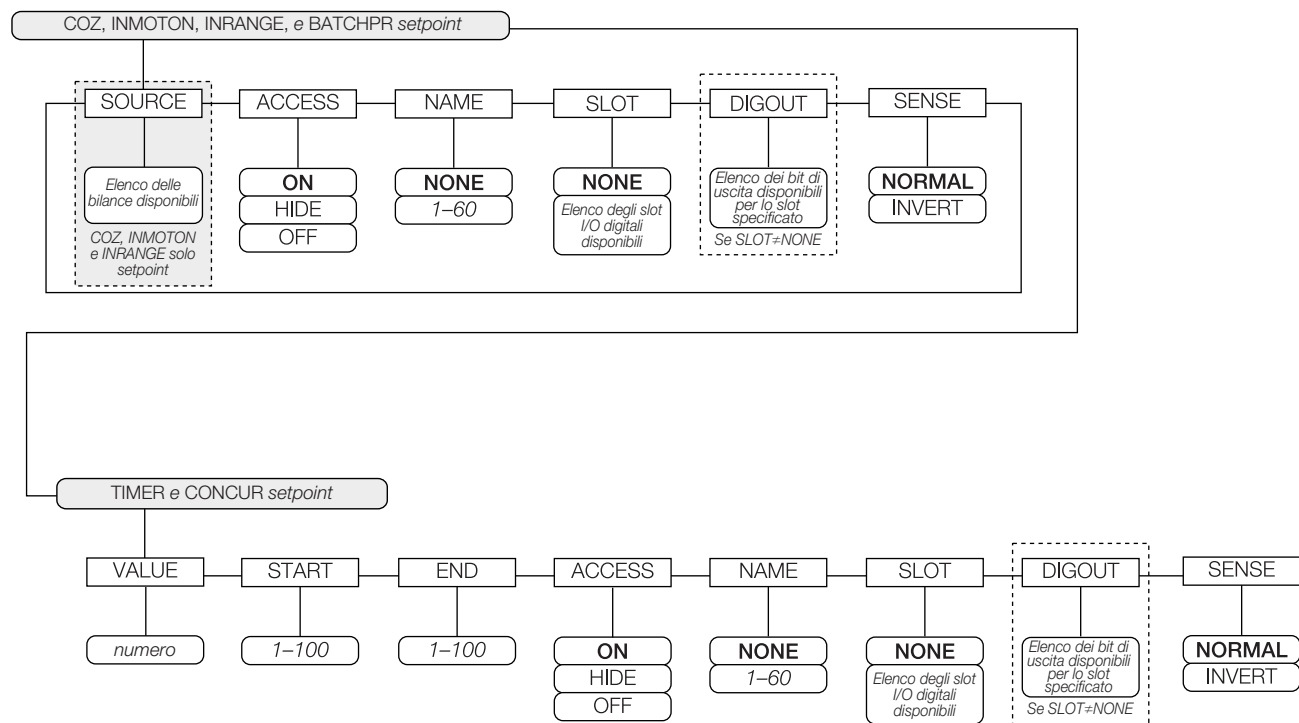 COZ, INMOTON, INRANGE, e BATCHPR setpoint
SOURCE
ACCESS
NAME
SLOT
DIGOUT
SENSE
Elenco delle
bilance disponibili
COZ, INMOTON
e INRANGE solo
setpoint
ON
HIDE
OFF
NONE
1–60
NONE
Elenco degli slot
I/O digitali
disponibili
Elenco dei bit di
uscita disponibili
per lo slot
specificato
Se SLOT≠NONE
NORMAL
INVERT
TIMER e CONCUR setpoint
VALUE
START
END
ACCESS
NAME
SLOT
DIGOUT
SENSE
numero
1–100
1–100
ON
HIDE
OFF
NONE
1–60
NONE
Elenco degli slot
I/O digitali
disponibili
Elenco dei bit di
uscita disponibili
per lo slot
specificato
Se SLOT≠NONE
NORMAL
INVERT